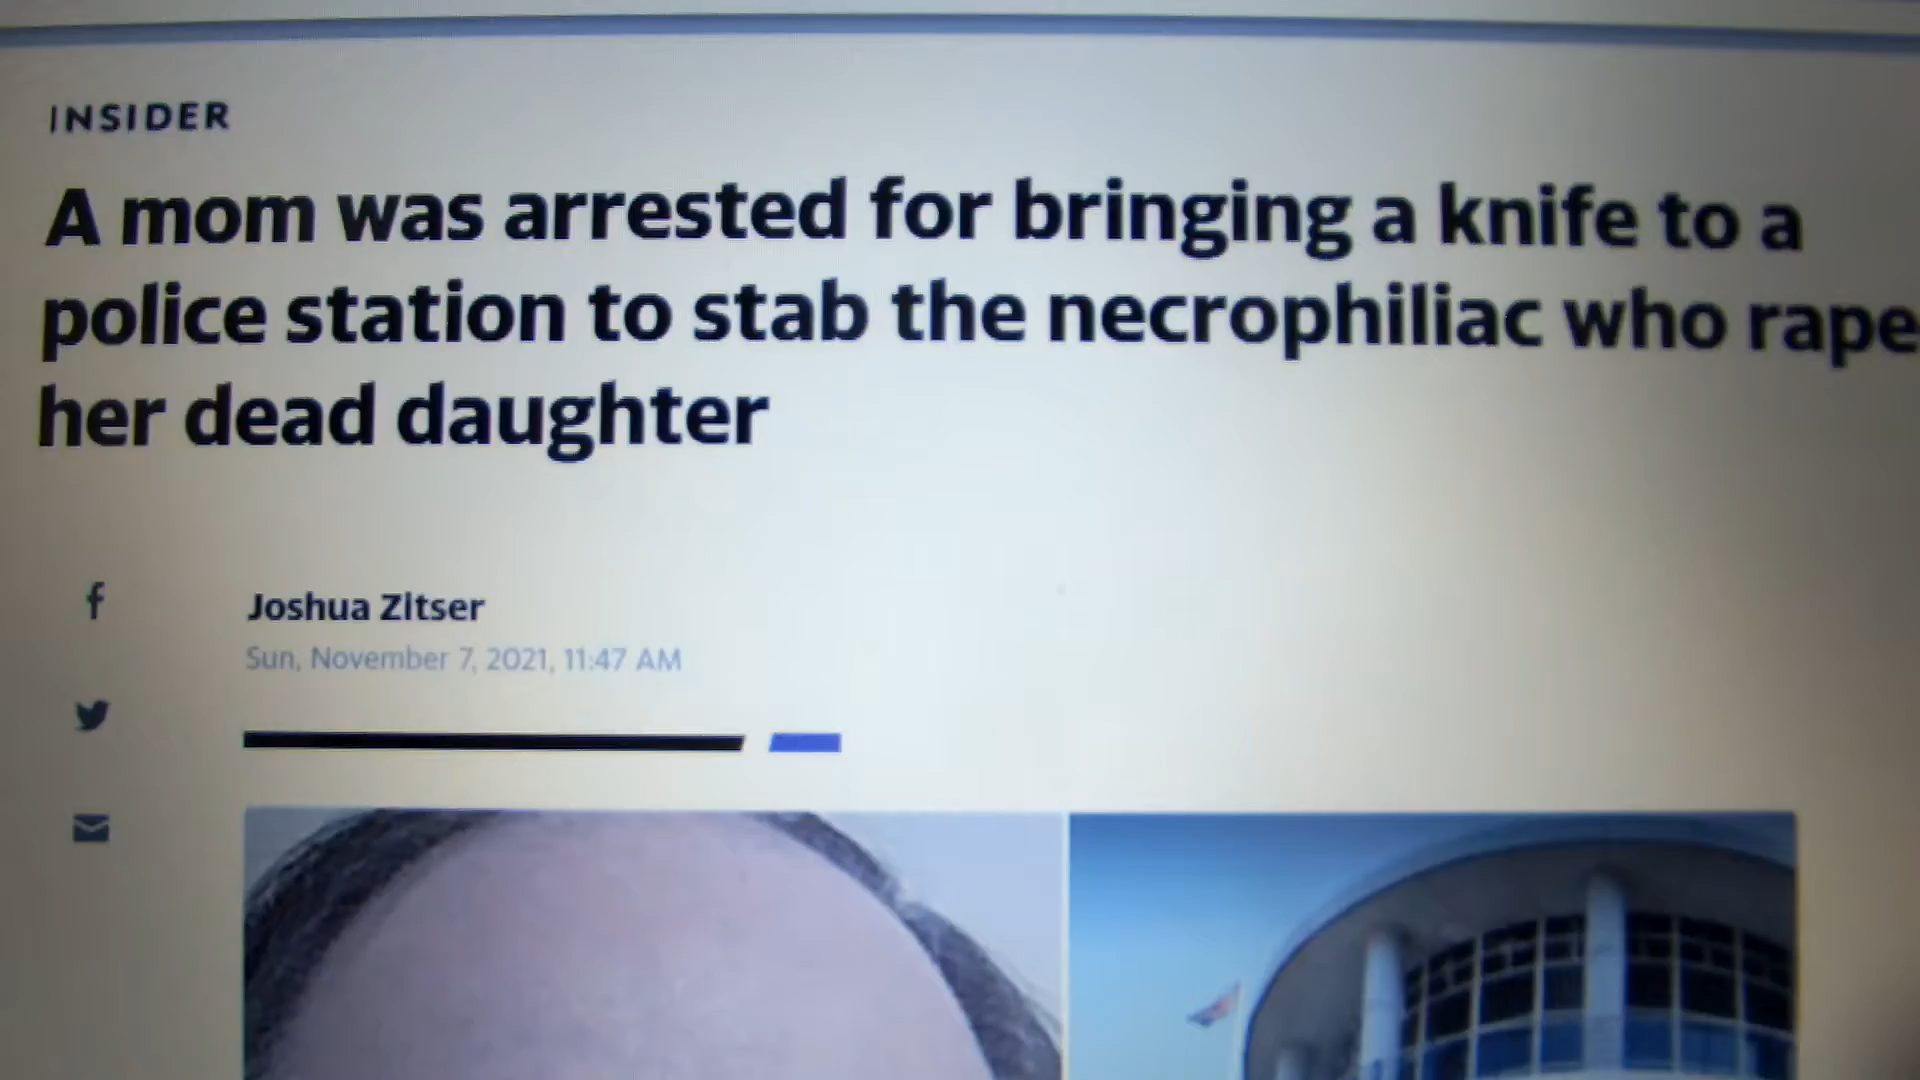 INSIDER
A mom was arrested for bringing a knife to a
police station to stab the necrophiliac who rape
her dead daughter
Joshua Zitser
Sun, November 7, 2021, 11:47 AM